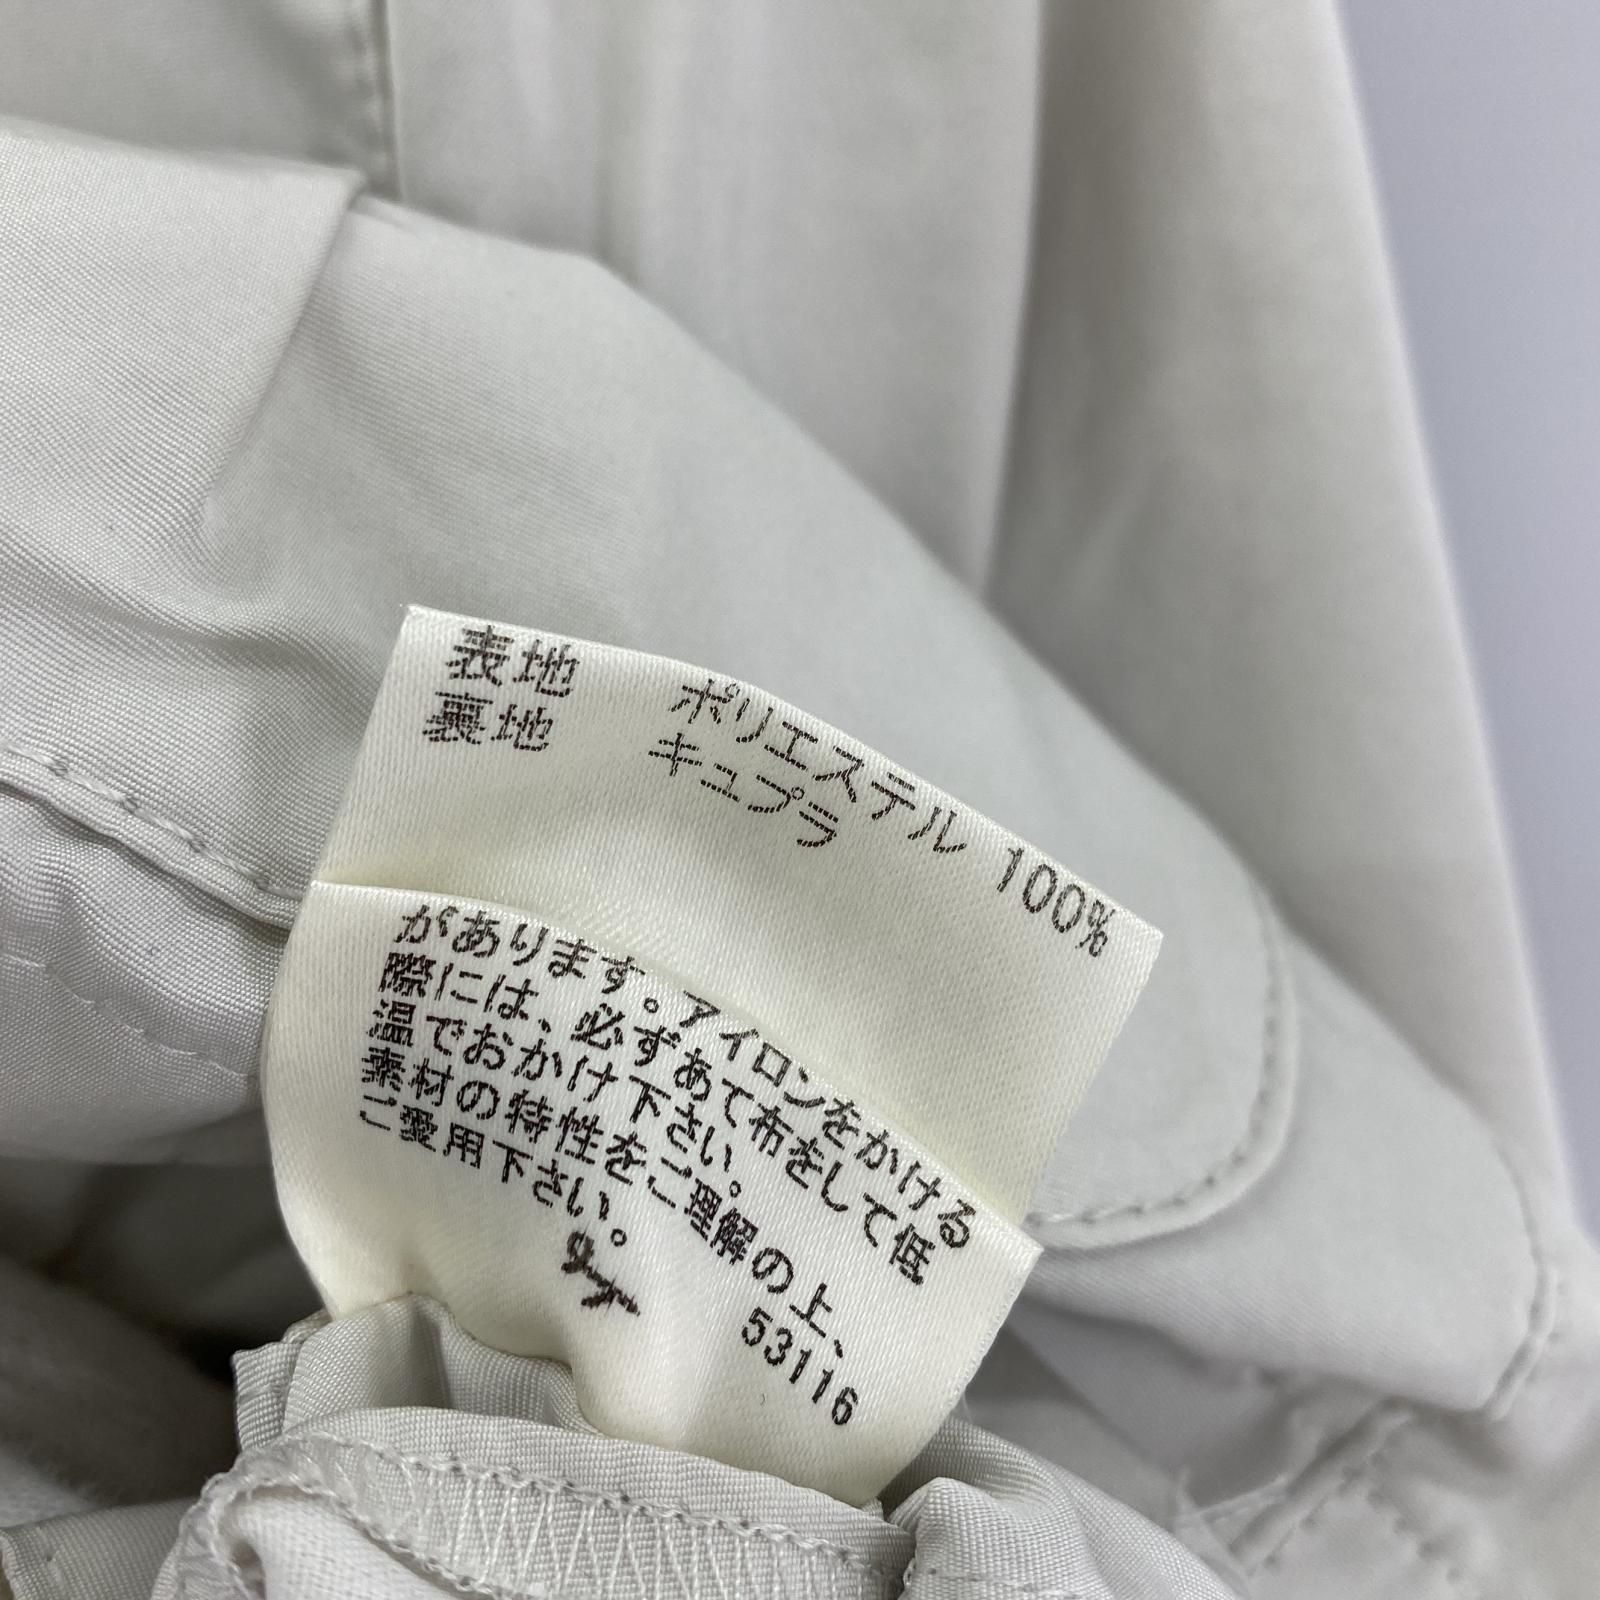 表地 ポリエステル 100%
裏地 キュプラ
があります。アイロンをかける
際には、必ずあて布をして低
温でおかけ下さい。
素材の特性をご理解の上、
ご愛用下さい。
53116